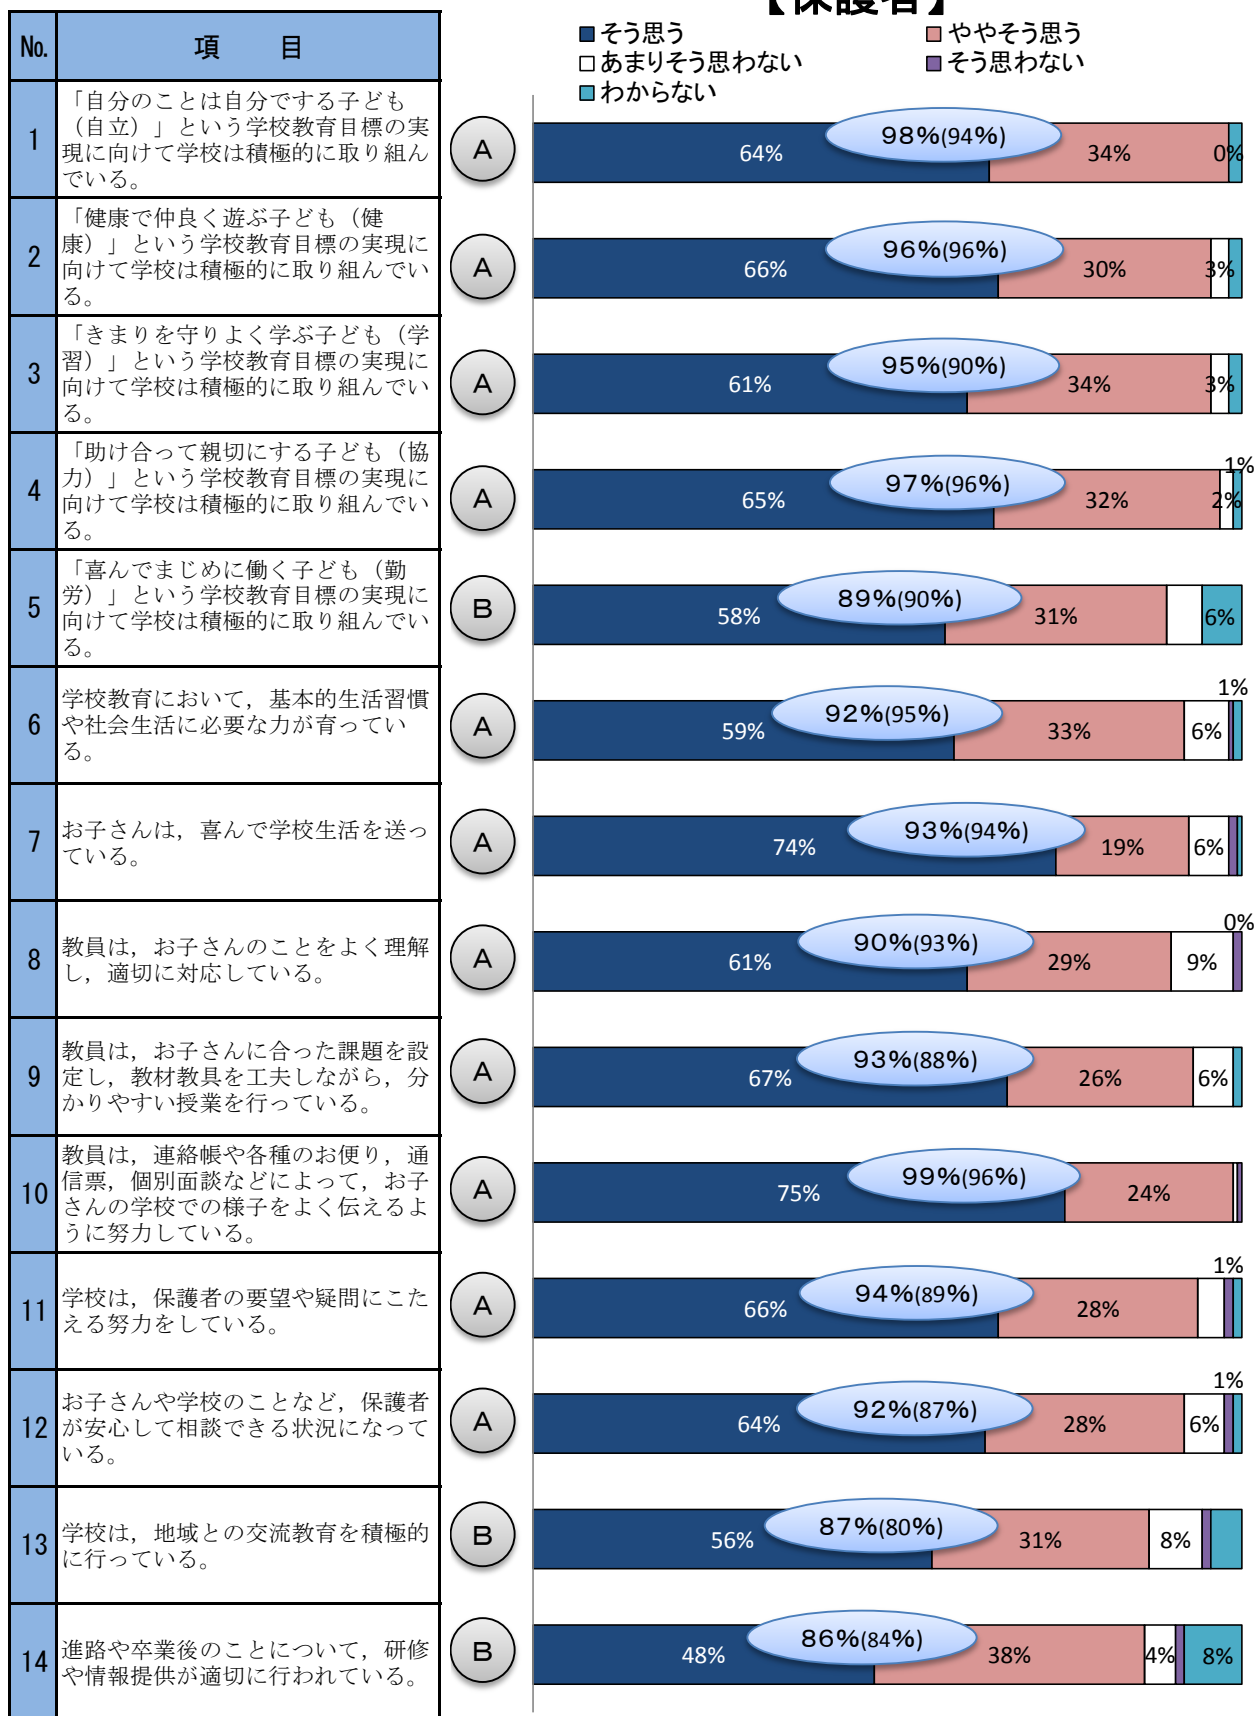 【保護者】
そう思う
ややそう思う
あまりそう思わない
そう思わない
わからない
No.
項　　目
1
「自分のことは自分でする子ども
（自立）」という学校教育目標の実
現に向けて学校は積極的に取り組ん
でいる。
A
64%
98%(94%)
34%
0%
2
「健康で仲良く遊ぶ子ども（健
康）」という学校教育目標の実現に
向けて学校は積極的に取り組んでい
る。
A
66%
96%(96%)
30%
3%
3
「きまりを守りよく学ぶ子ども（学
習）」という学校教育目標の実現に
向けて学校は積極的に取り組んでい
る。
A
61%
95%(90%)
34%
3%
4
「助け合って親切にする子ども（協
力）」という学校教育目標の実現に
向けて学校は積極的に取り組んでい
る。
A
65%
97%(96%)
32%
2%
1%
5
「喜んでまじめに働く子ども（勤
労）」という学校教育目標の実現に
向けて学校は積極的に取り組んでい
る。
B
58%
89%(90%)
31%
6%
6
学校教育において，基本的生活習慣
や社会生活に必要な力が育ってい
る。
A
59%
92%(95%)
33%
6%
1%
7
お子さんは，喜んで学校生活を送っ
ている。
A
74%
93%(94%)
19%
6%
8
教員は，お子さんのことをよく理解
し，適切に対応している。
A
61%
90%(93%)
29%
9%
0%
9
教員は，お子さんに合った課題を設
定し，教材教具を工夫しながら，分
かりやすい授業を行っている。
A
67%
93%(88%)
26%
6%
10
教員は，連絡帳や各種のお便り，通
信票，個別面談などによって，お子
さんの学校での様子をよく伝えるよ
うに努力している。
A
75%
99%(96%)
24%
11
学校は，保護者の要望や疑問にこた
える努力をしている。
A
66%
94%(89%)
28%
1%
12
お子さんや学校のことなど，保護者
が安心して相談できる状況になって
いる。
A
64%
92%(87%)
28%
6%
1%
13
学校は，地域との交流教育を積極的
に行っている。
B
56%
87%(80%)
31%
8%
14
進路や卒業後のことについて，研修
や情報提供が適切に行われている。
B
48%
86%(84%)
38%
4%
8%